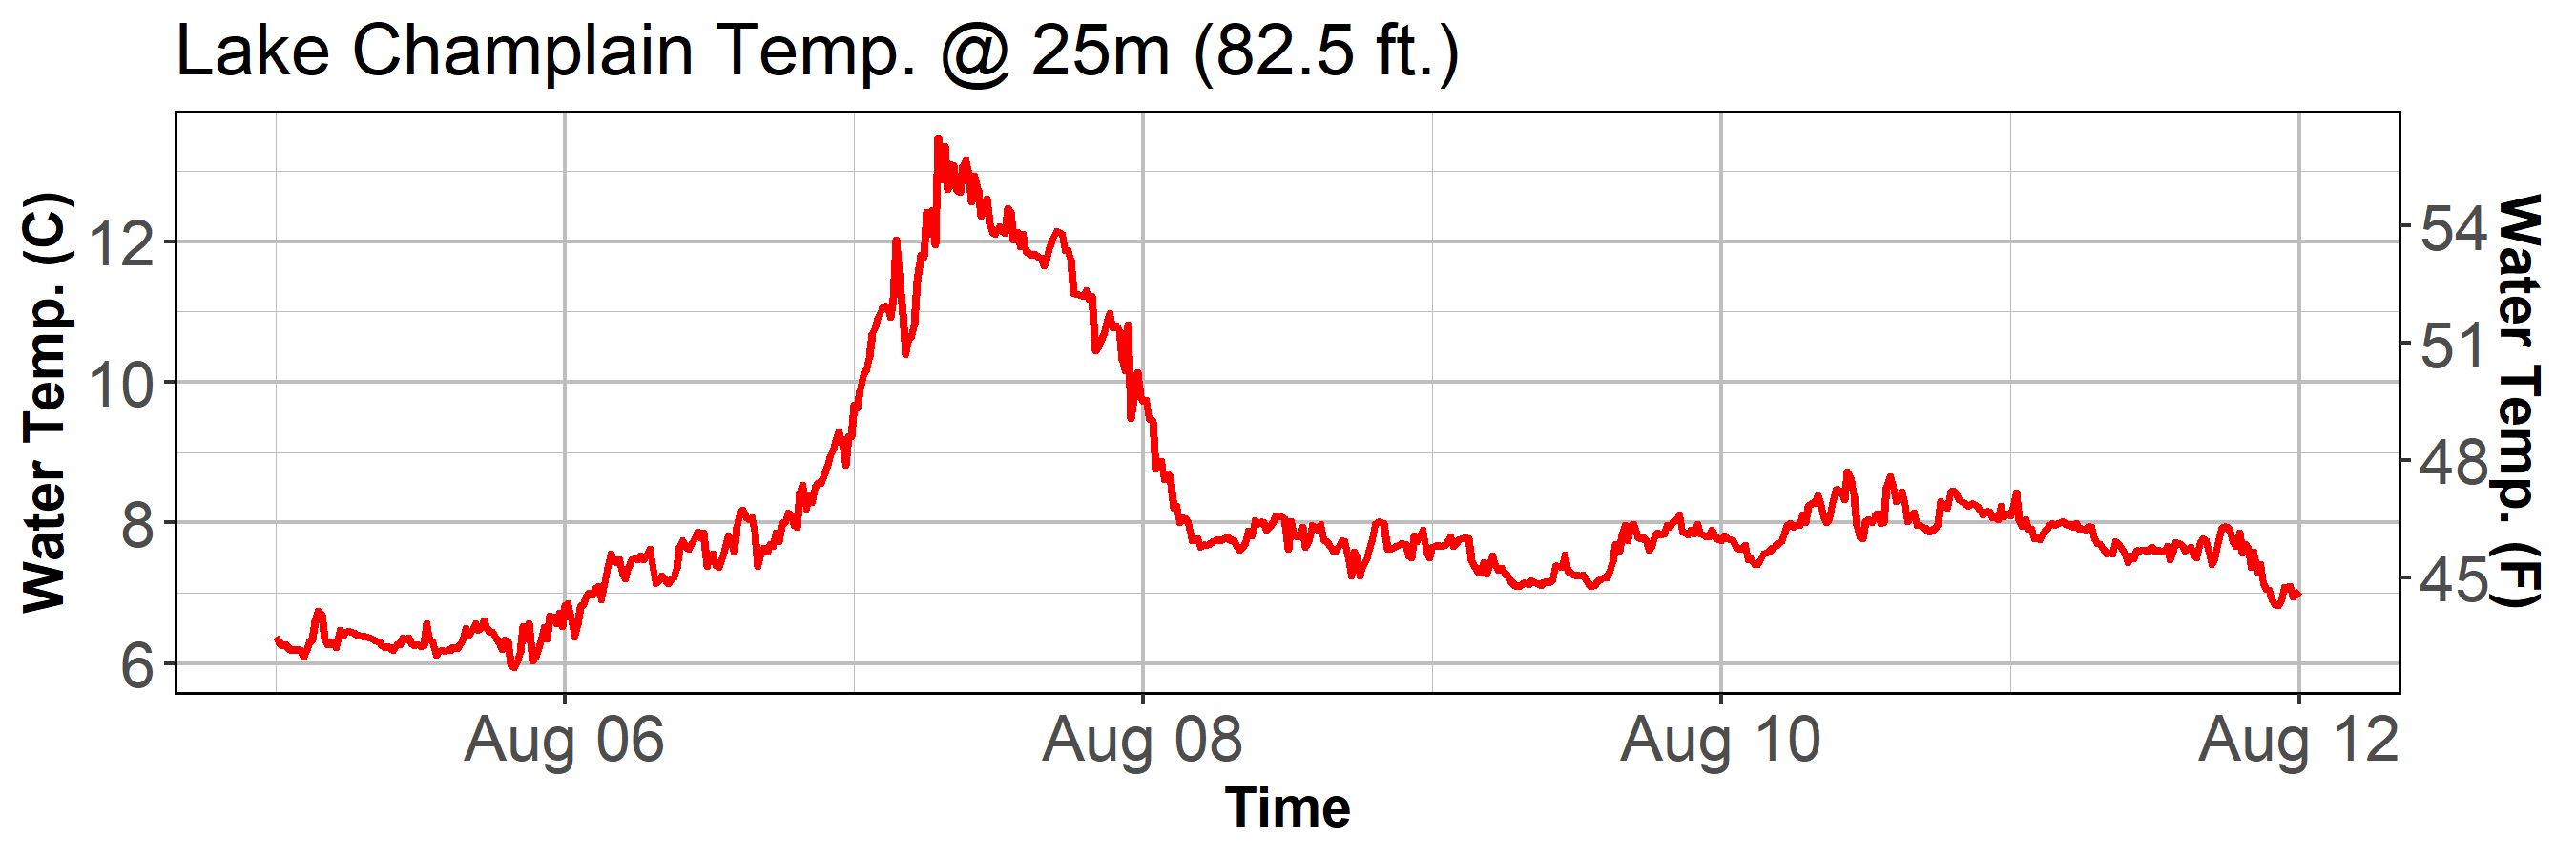 Lake Champlain Temp. @ 25m (82.5 ft.)
Water Temp. (C)
12
10
8
6
54
51
48
45
Water Temp. (F)
Aug 06 Aug 08 Aug 10 Aug 12
Time